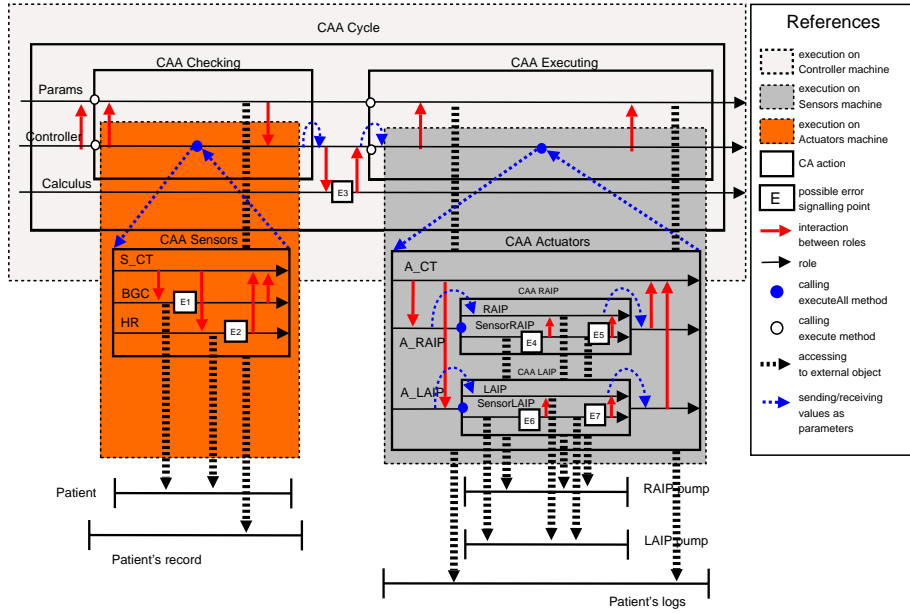 CAA Cycle
CAA Checking
CAA Executing
Params
Controller
Calculus
E3
CAA Sensors
S_CT
BGC
E1
HR
E2
CAA Actuators
A_CT
CAA RAIP
RAIP
SensorRAIP
E4
E5
A_RAIP
CAA LAIP
A_LAIP
LAIP
SensorLAIP
E6
E7
Patient
Patient's record
RAIP pump
LAIP pump
Patient's logs
References
execution on
Controller machine
execution on
Sensors machine
execution on
Actuators machine
CA action
E
possible error
signalling point
interaction
between roles
role
calling
executeAll method
calling
execute method
accessing
to external object
sending/receiving
values as
parameters